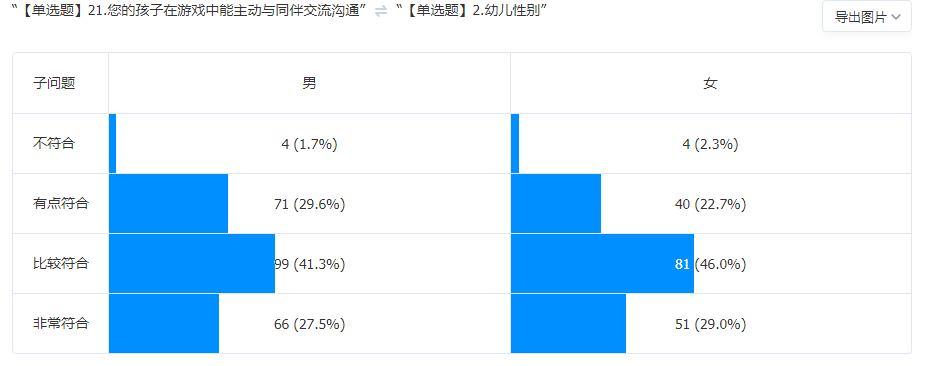 “【单选题】21.您的孩子在游戏中能主动与同伴交流沟通” ⇌ “【单选题】2.幼儿性别”
导出图片
子问题 男 女
不符合 4 (1.7%) 4 (2.3%)
有点符合 71 (29.6%) 40 (22.7%)
比较符合 99 (41.3%) 81 (46.0%)
非常符合 66 (27.5%) 51 (29.0%)